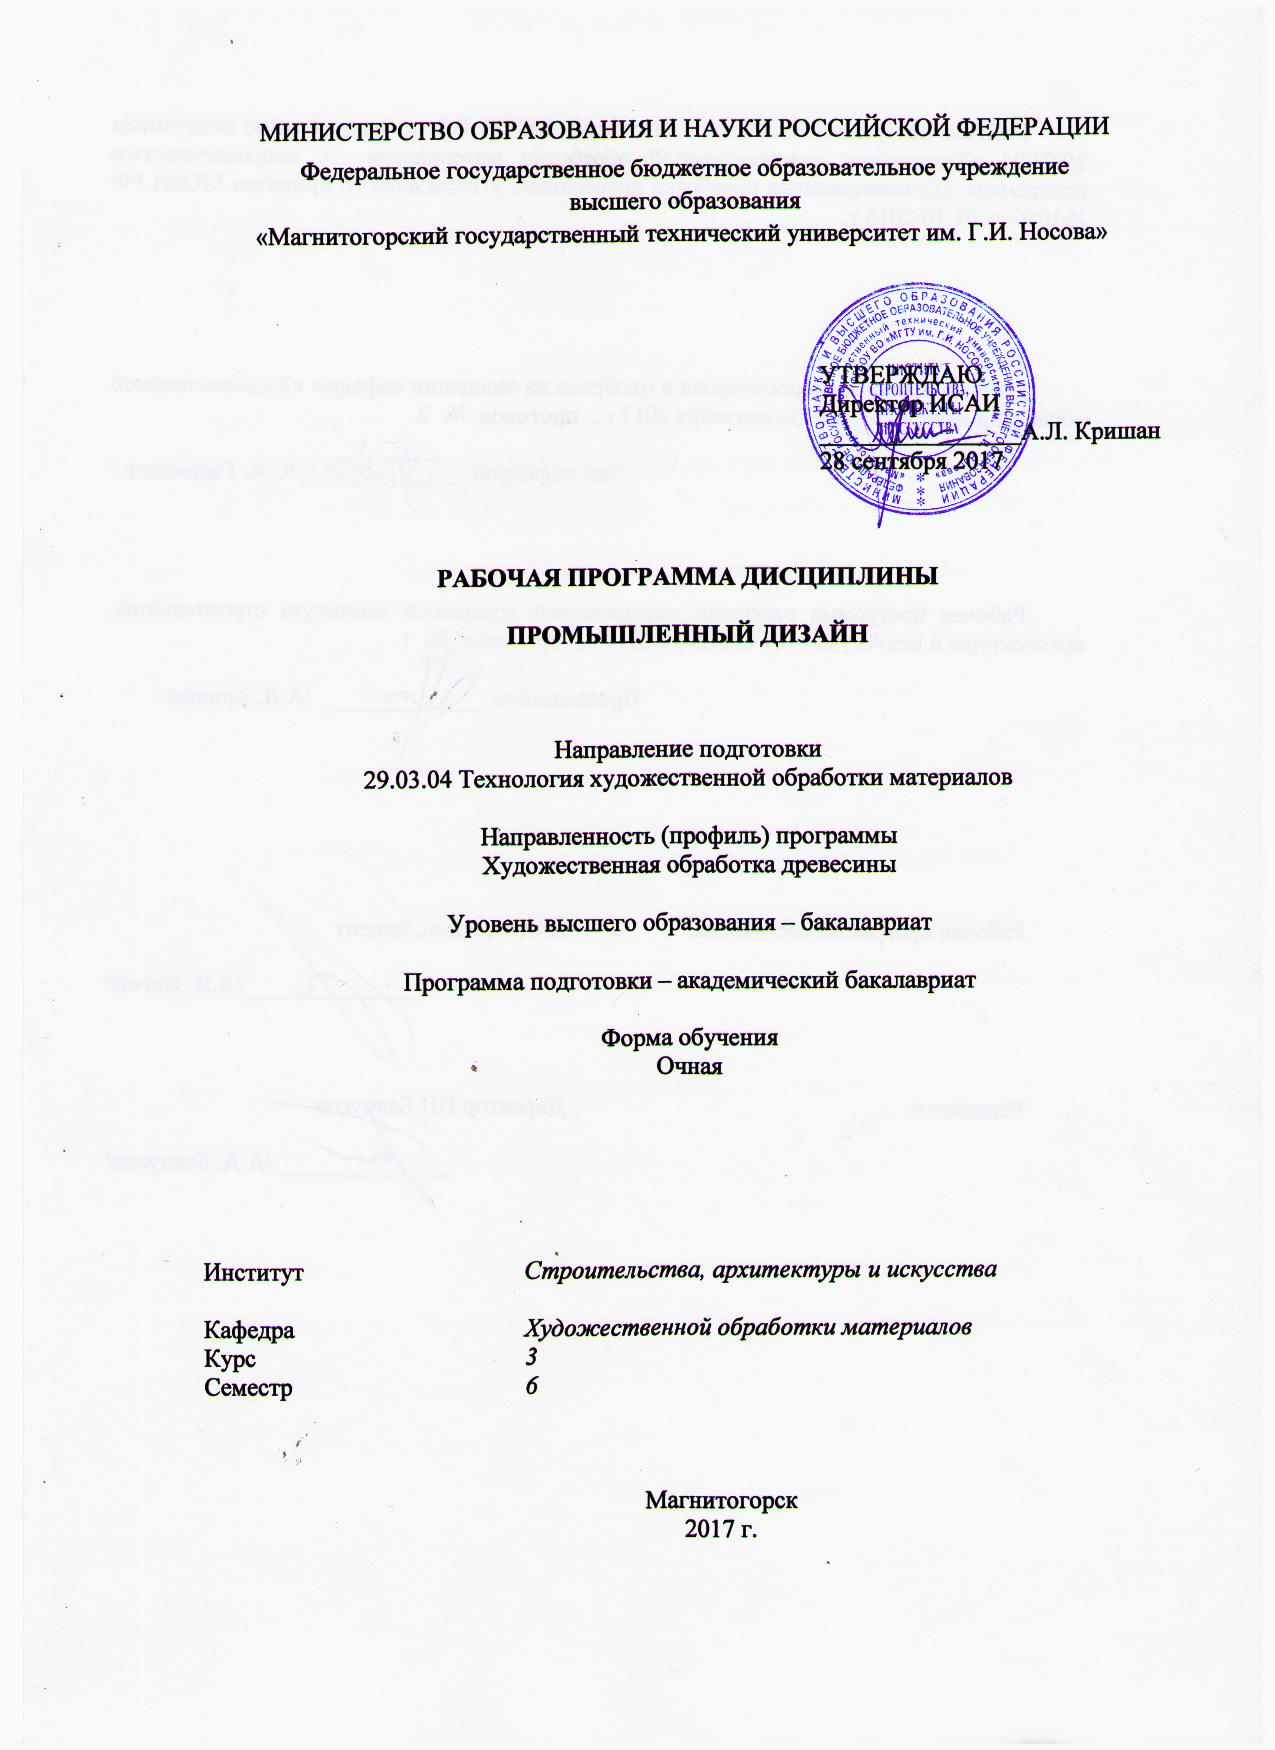 МИНИСТЕРСТВО ОБРАЗОВАНИЯ И НАУКИ РОССИЙСКОЙ ФЕДЕРАЦИИ
Федеральное государственное бюджетное образовательное учреждение
высшего образования
«Магнитогорский государственный технический университет им. Г.И. Носова»
УТВЕРЖДАЮ
Директор ИСАИ
А.Л. Кришан
28 сентября 2017
РАБОЧАЯ ПРОГРАММА ДИСЦИПЛИНЫ
ПРОМЫШЛЕННЫЙ ДИЗАЙН
Направление подготовки
29.03.04 Технология художественной обработки материалов
Направленность (профиль) программы
Художественная обработка древесины
Уровень высшего образования – бакалавриат
Программа подготовки – академический бакалавриат
Форма обучения
Очная
Институт Строительства, архитектуры и искусства
Кафедра Художественной обработки материалов
Курс 3
Семестр 6
Магнитогорск
2017 г.